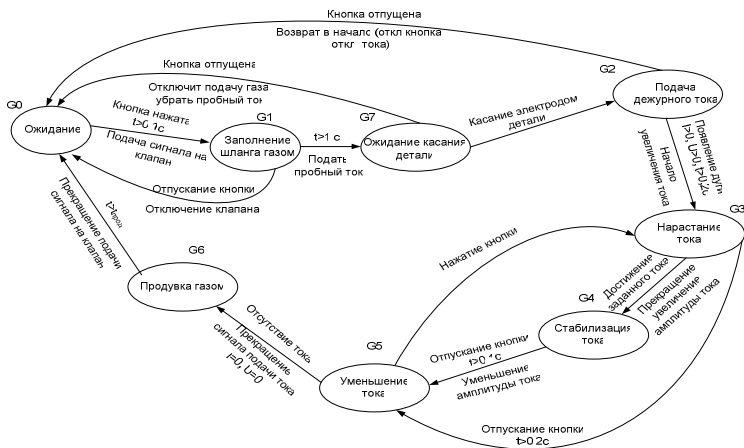 Кнопка отпущена
Возврат в начало (откл кнопка
откл тока)
Кнопка отпущена
Отключит подачу газа
убрать пробный ток
G0
Ожидание
Кнопка нажата
t>0,1с
Подача сигнала на
клапан
G1
Заполнение
шланга газом
t>1 с
Подать
пробный ток
G7
Ожидание касания
детали
Касание электродом
детали
G2
Подача
дежурного тока
Появление дуги
I>0, U>0, t>0,2с
Начало
увеличения тока
Отпускание кнопки
Отключение клапана
G3
Нарастание
тока
Достижение
заданного тока
Прекращение
увеличение
амплитуды тока
G4
Стабилизация
тока
Отпускание кнопки
t>0,1с
Уменьшение
амплитуды тока
Нажатие кнопки
G5
Уменьшение
тока
Отпускание кнопки
t>0,2с
Отсутствие тока
Прекращение
сигнала подачи тока
I=0, U=0
G6
Продувка газом
t>tпрод
Прекращение подачи
сигнала на клапан